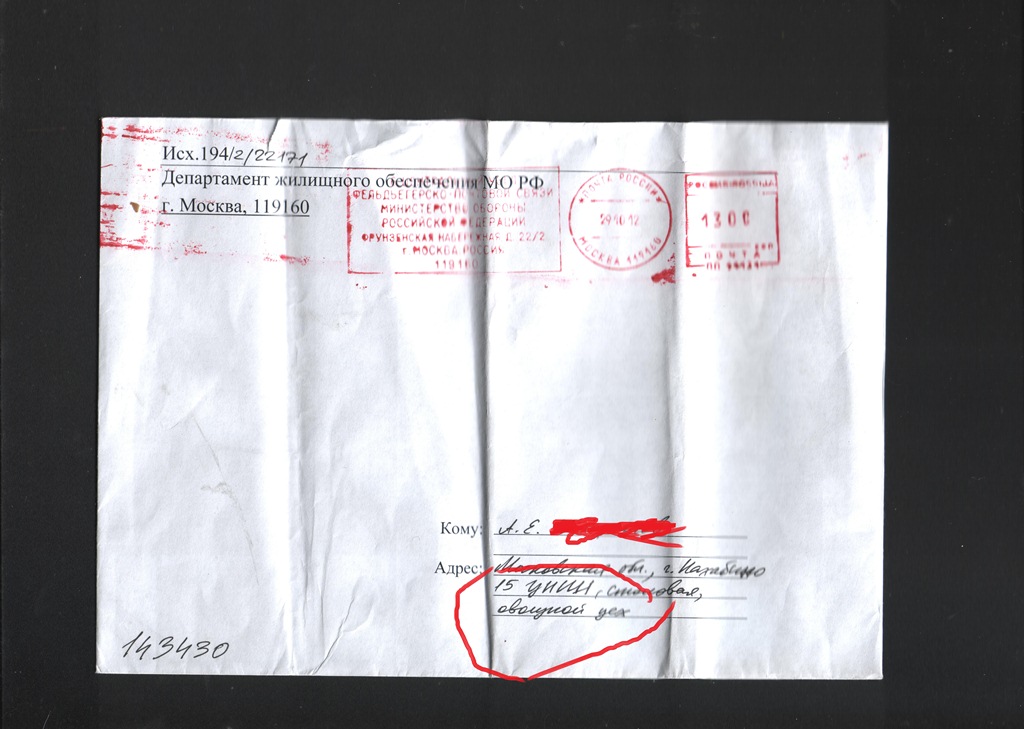 Исх.194/2/22171
Департамент жилищного обеспечения МО РФ
г. Москва, 119160
ФЕЛЬДЪЕГЕРСКО-ПОЧТОВОЙ СВЯЗИ
МИНИСТЕРСТВО ОБОРОНЫ
РОССИЙСКОЙ ФЕДЕРАЦИИ
ФРУНЗЕНСКАЯ НАБЕРЕЖНАЯ Д. 22/2
г МОСКВА РОССИЯ
119160
ПОЧТА РОССИИ
29 10 12
МОСКВА 119160
1300
ПОЧТА
Кому: А. Е.
Адрес: Московская обл., г. Нахабино
15 ЦНИИ, столовая,
овощной цех
143430